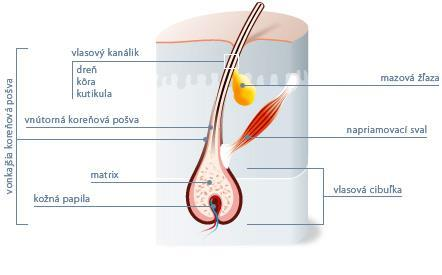 vlasový kanálik
dreň
kôra
kutikula
vonkajšia koreňová pošva
vnútorná koreňová pošva
matrix
kožná papila
mazová žľaza
napriamovací sval
vlasová cibuľka